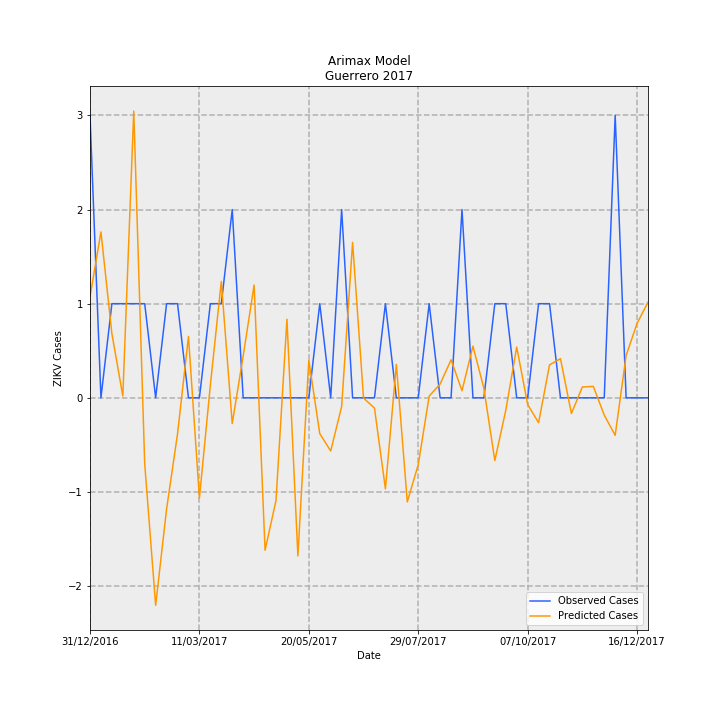 Arimax Model
Guerrero 2017
3
2
1
0
−1
−2
ZIKV Cases
Observed Cases
Predicted Cases
31/12/2016 11/03/2017 20/05/2017 29/07/2017 07/10/2017 16/12/2017
Date